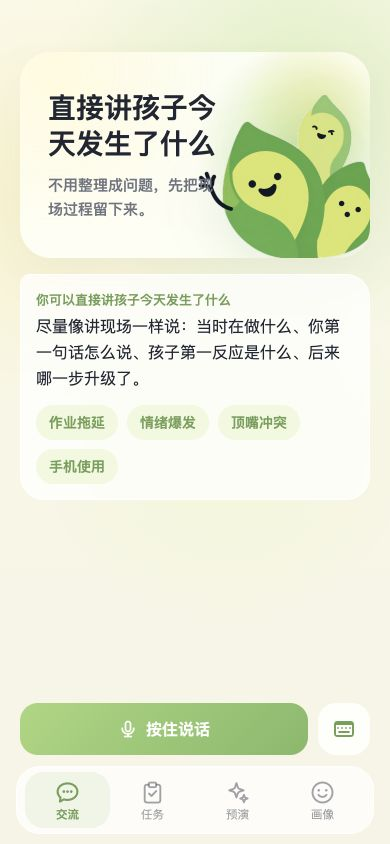 直接讲孩子今
天发生了什么
不用整理成问题，先把现
场过程留下来。
你可以直接讲孩子今天发生了什么
尽量像讲现场一样说：当时在做什么、你第
一句话怎么说、孩子第一反应是什么、后来
哪一步升级了。
作业拖延 情绪爆发 顶嘴冲突
手机使用
按住说话
交流 任务 预演 画像